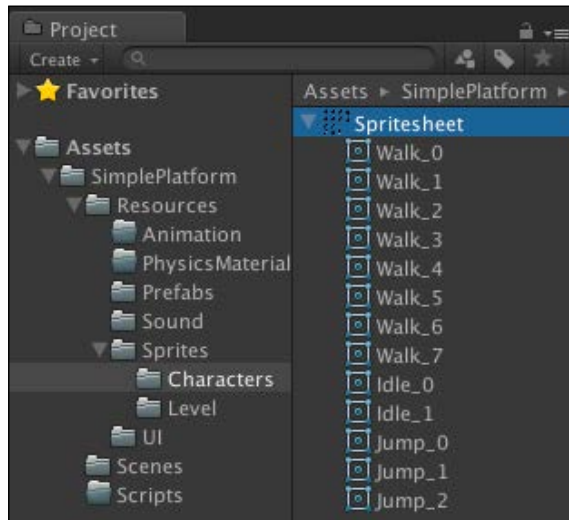 Project
Create
Favorites
Assets
SimplePlatform
Resources
Animation
PhysicsMaterial
Prefabs
Sound
Sprites
Characters
Level
UI
Scenes
Scripts
Assets ▸ SimplePlatform ▸
Spritesheet
Walk_0
Walk_1
Walk_2
Walk_3
Walk_4
Walk_5
Walk_6
Walk_7
Idle_0
Idle_1
Jump_0
Jump_1
Jump_2